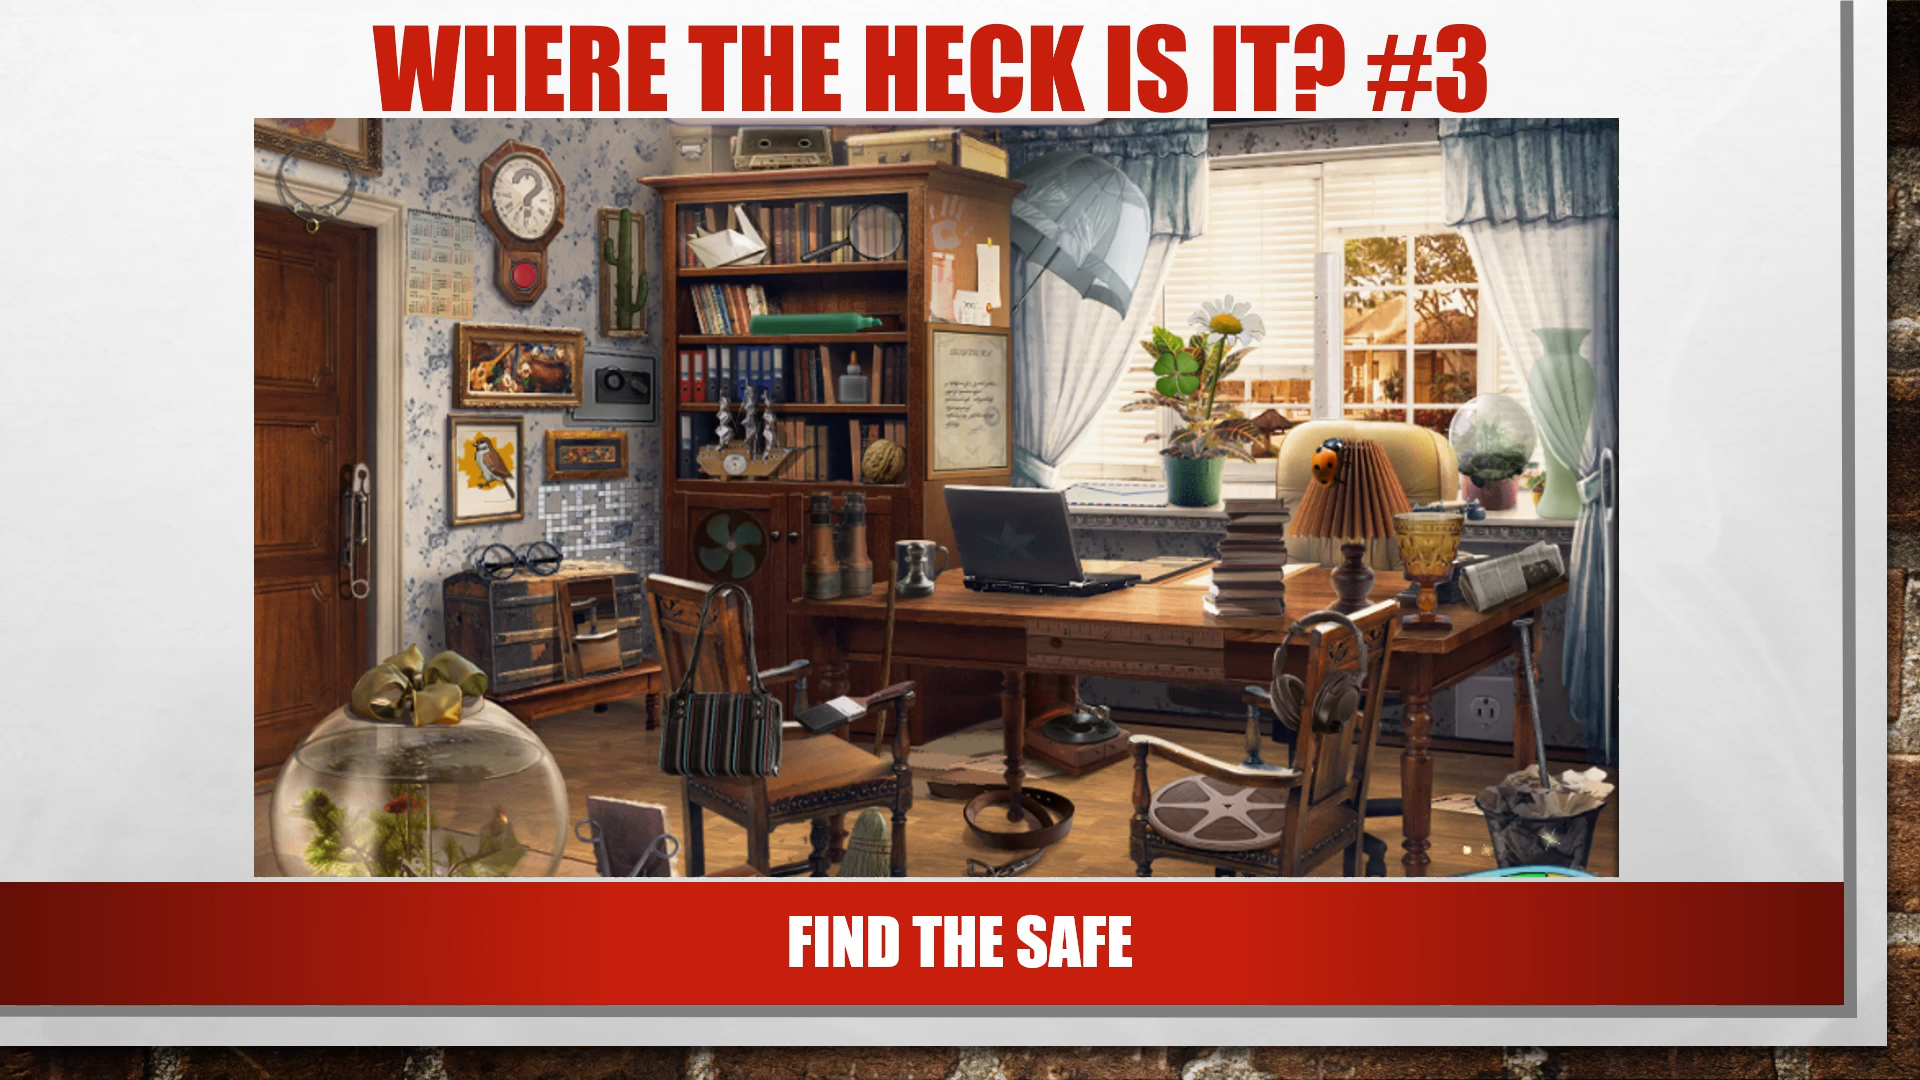 WHERE THE HECK IS IT? #3
FIND THE SAFE